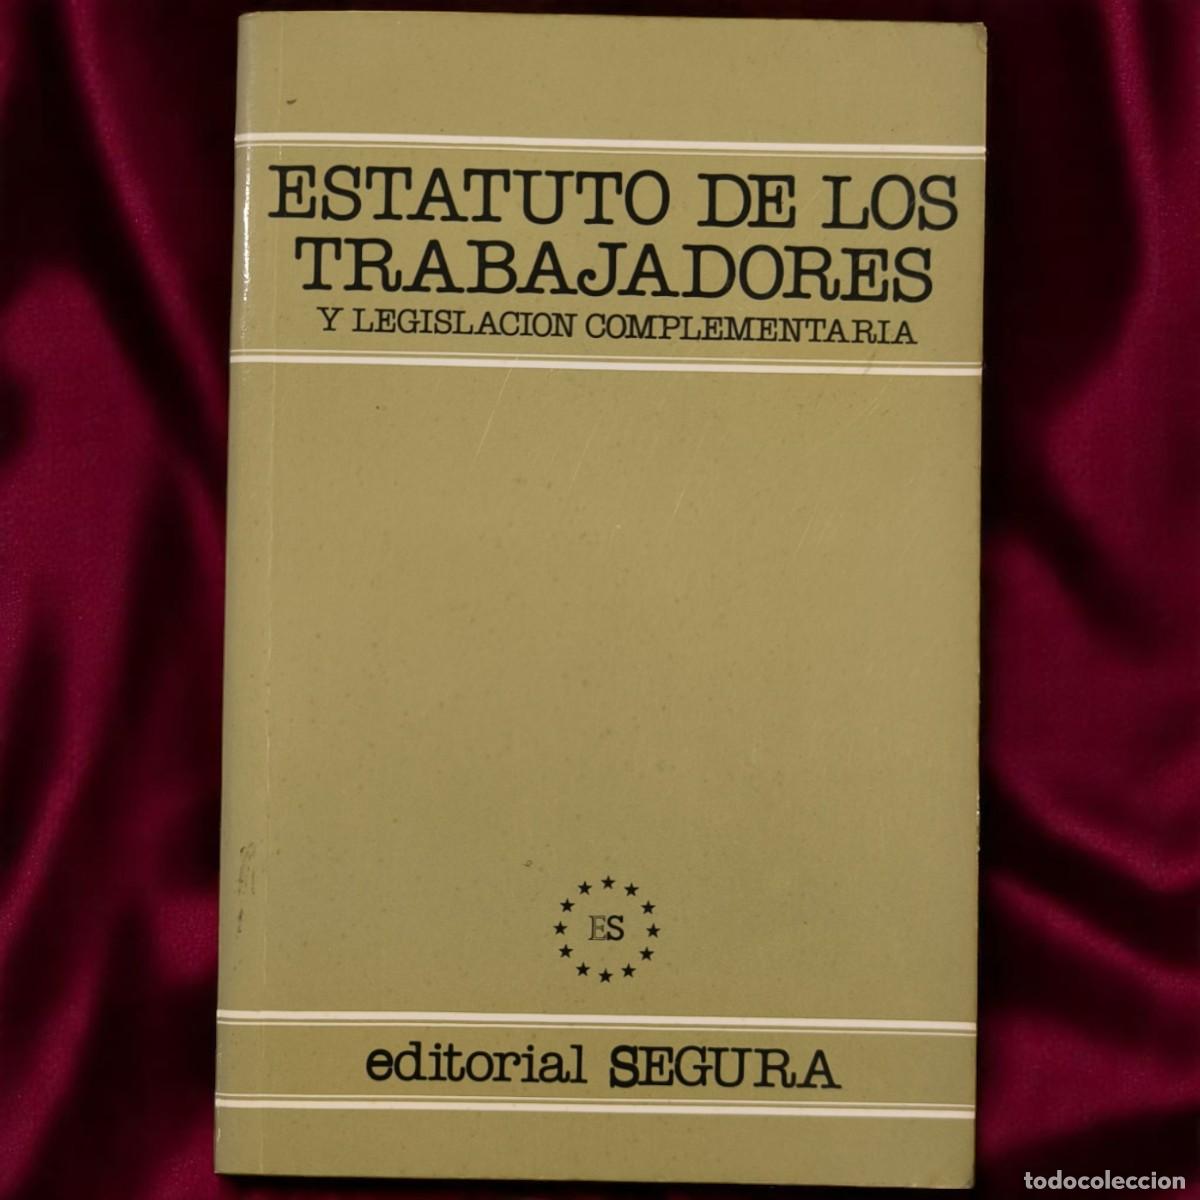 ESTATUTO DE LOS
TRABAJADORES
Y LEGISLACION COMPLEMENTARIA
ES
editorial SEGURA
todocoleccion